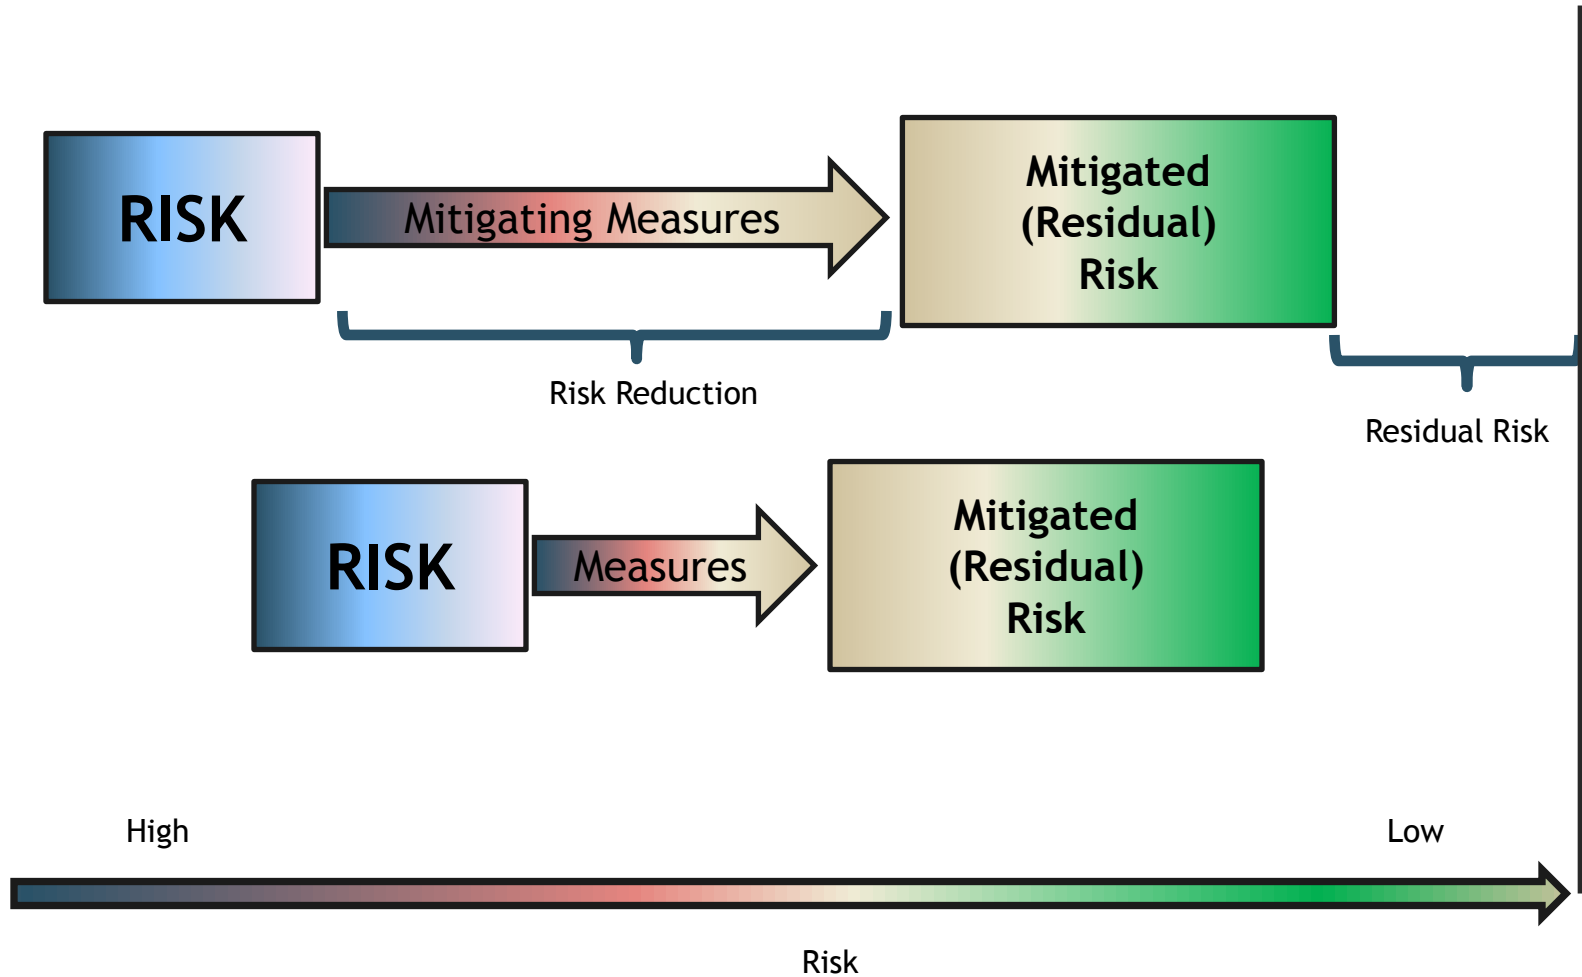 RISK
Mitigating Measures
Mitigated
(Residual)
Risk
Risk Reduction
Residual Risk
RISK
Measures
Mitigated
(Residual)
Risk
High
Low
Risk